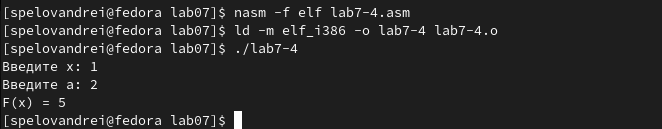 [spelovandrei@fedora lab07]$ nasm -f elf lab7-4.asm
[spelovandrei@fedora lab07]$ ld -m elf_i386 -o lab7-4 lab7-4.o
[spelovandrei@fedora lab07]$ ./lab7-4
Введите x: 1
Введите a: 2
F(x) = 5
[spelovandrei@fedora lab07]$